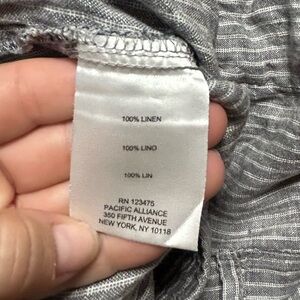 100% LINEN
100% LINO
100% LIN
RN 123475
PACIFIC ALLIANCE
350 FIFTH AVENUE
NEW YORK, NY 10118